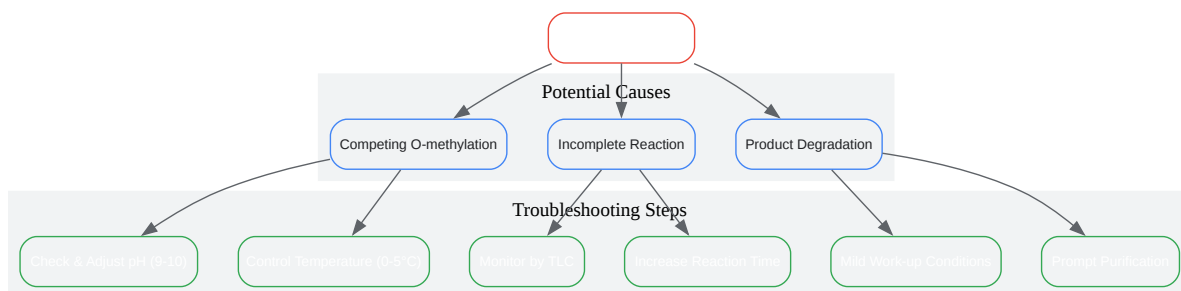 Potential Causes
Competing O-methylation
Incomplete Reaction
Product Degradation
Troubleshooting Steps
Check & Adjust pH (9-10)
Control Temperature (0-5°C)
Monitor by TLC
Increase Reaction Time
Mild Work-up Conditions
Prompt Purification